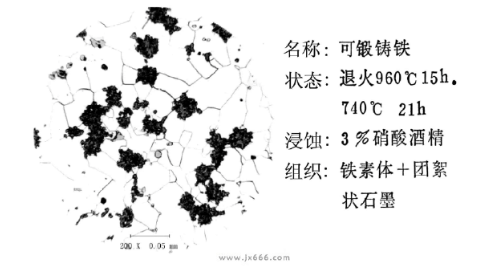 名称: 可锻铸铁
状态: 退火960℃15h.
740℃ 21h
浸蚀: 3%硝酸酒精
组织: 铁素体+团絮
状石墨
200 X 0.05 mm
www.jx666.com